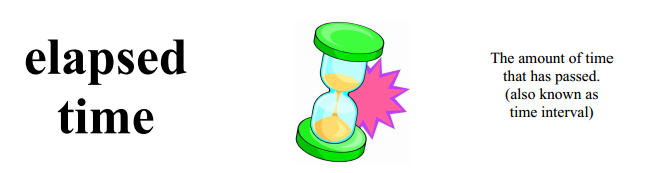 elapsed
time
The amount of time
that has passed.
(also known as
time interval)